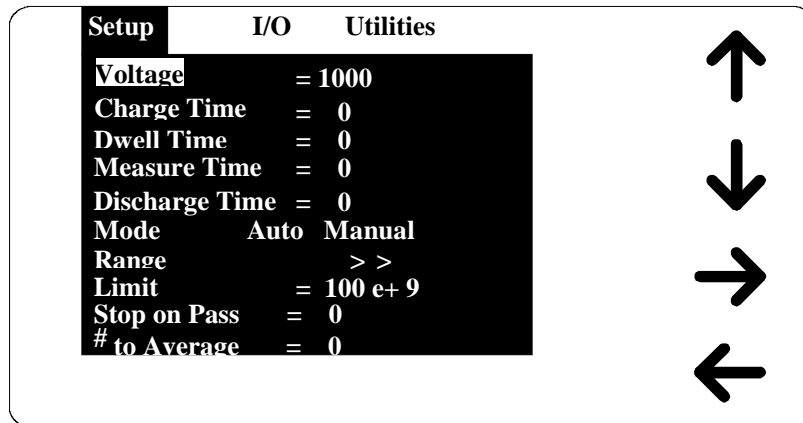 Setup I/O Utilities
Voltage = 1000
Charge Time = 0
Dwell Time = 0
Measure Time = 0
Discharge Time = 0
Mode Auto Manual
Range > >
Limit = 100 e+ 9
Stop on Pass = 0
# to Average = 0